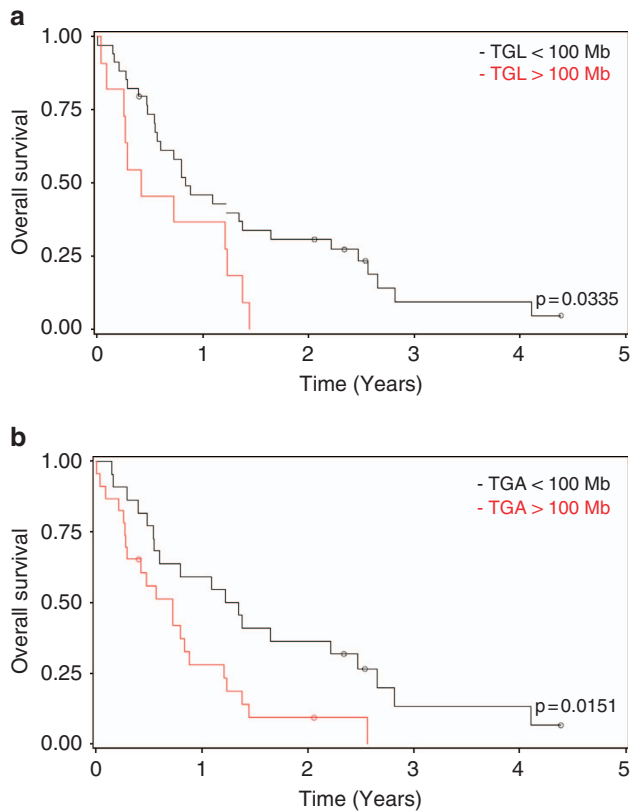 a
1.00
0.75
0.50
0.25
0.00
Overall survival
- TGL < 100 Mb
- TGL > 100 Mb
p=0.0335
0 1 2 3 4 5
Time (Years)
b
1.00
0.75
0.50
0.25
0.00
Overall survival
- TGA < 100 Mb
- TGA > 100 Mb
p=0.0151
0 1 2 3 4 5
Time (Years)